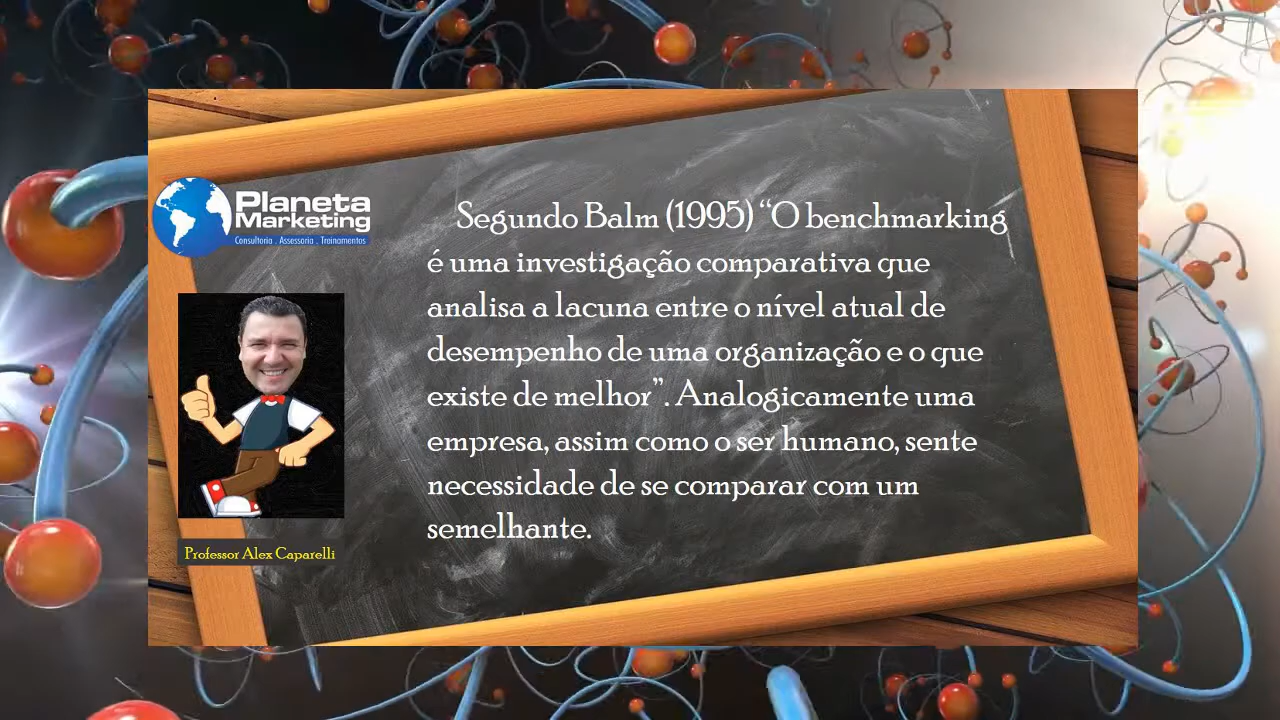 Planeta
Marketing
Consultoria . Assessoria . Treinamentos
Segundo Balm (1995) “O benchmarking
é uma investigação comparativa que
analisa a lacuna entre o nível atual de
desempenho de uma organização e o que
existe de melhor”. Analogicamente uma
empresa, assim como o ser humano, sente
necessidade de se comparar com um
semelhante.
Professor Alex Caparelli